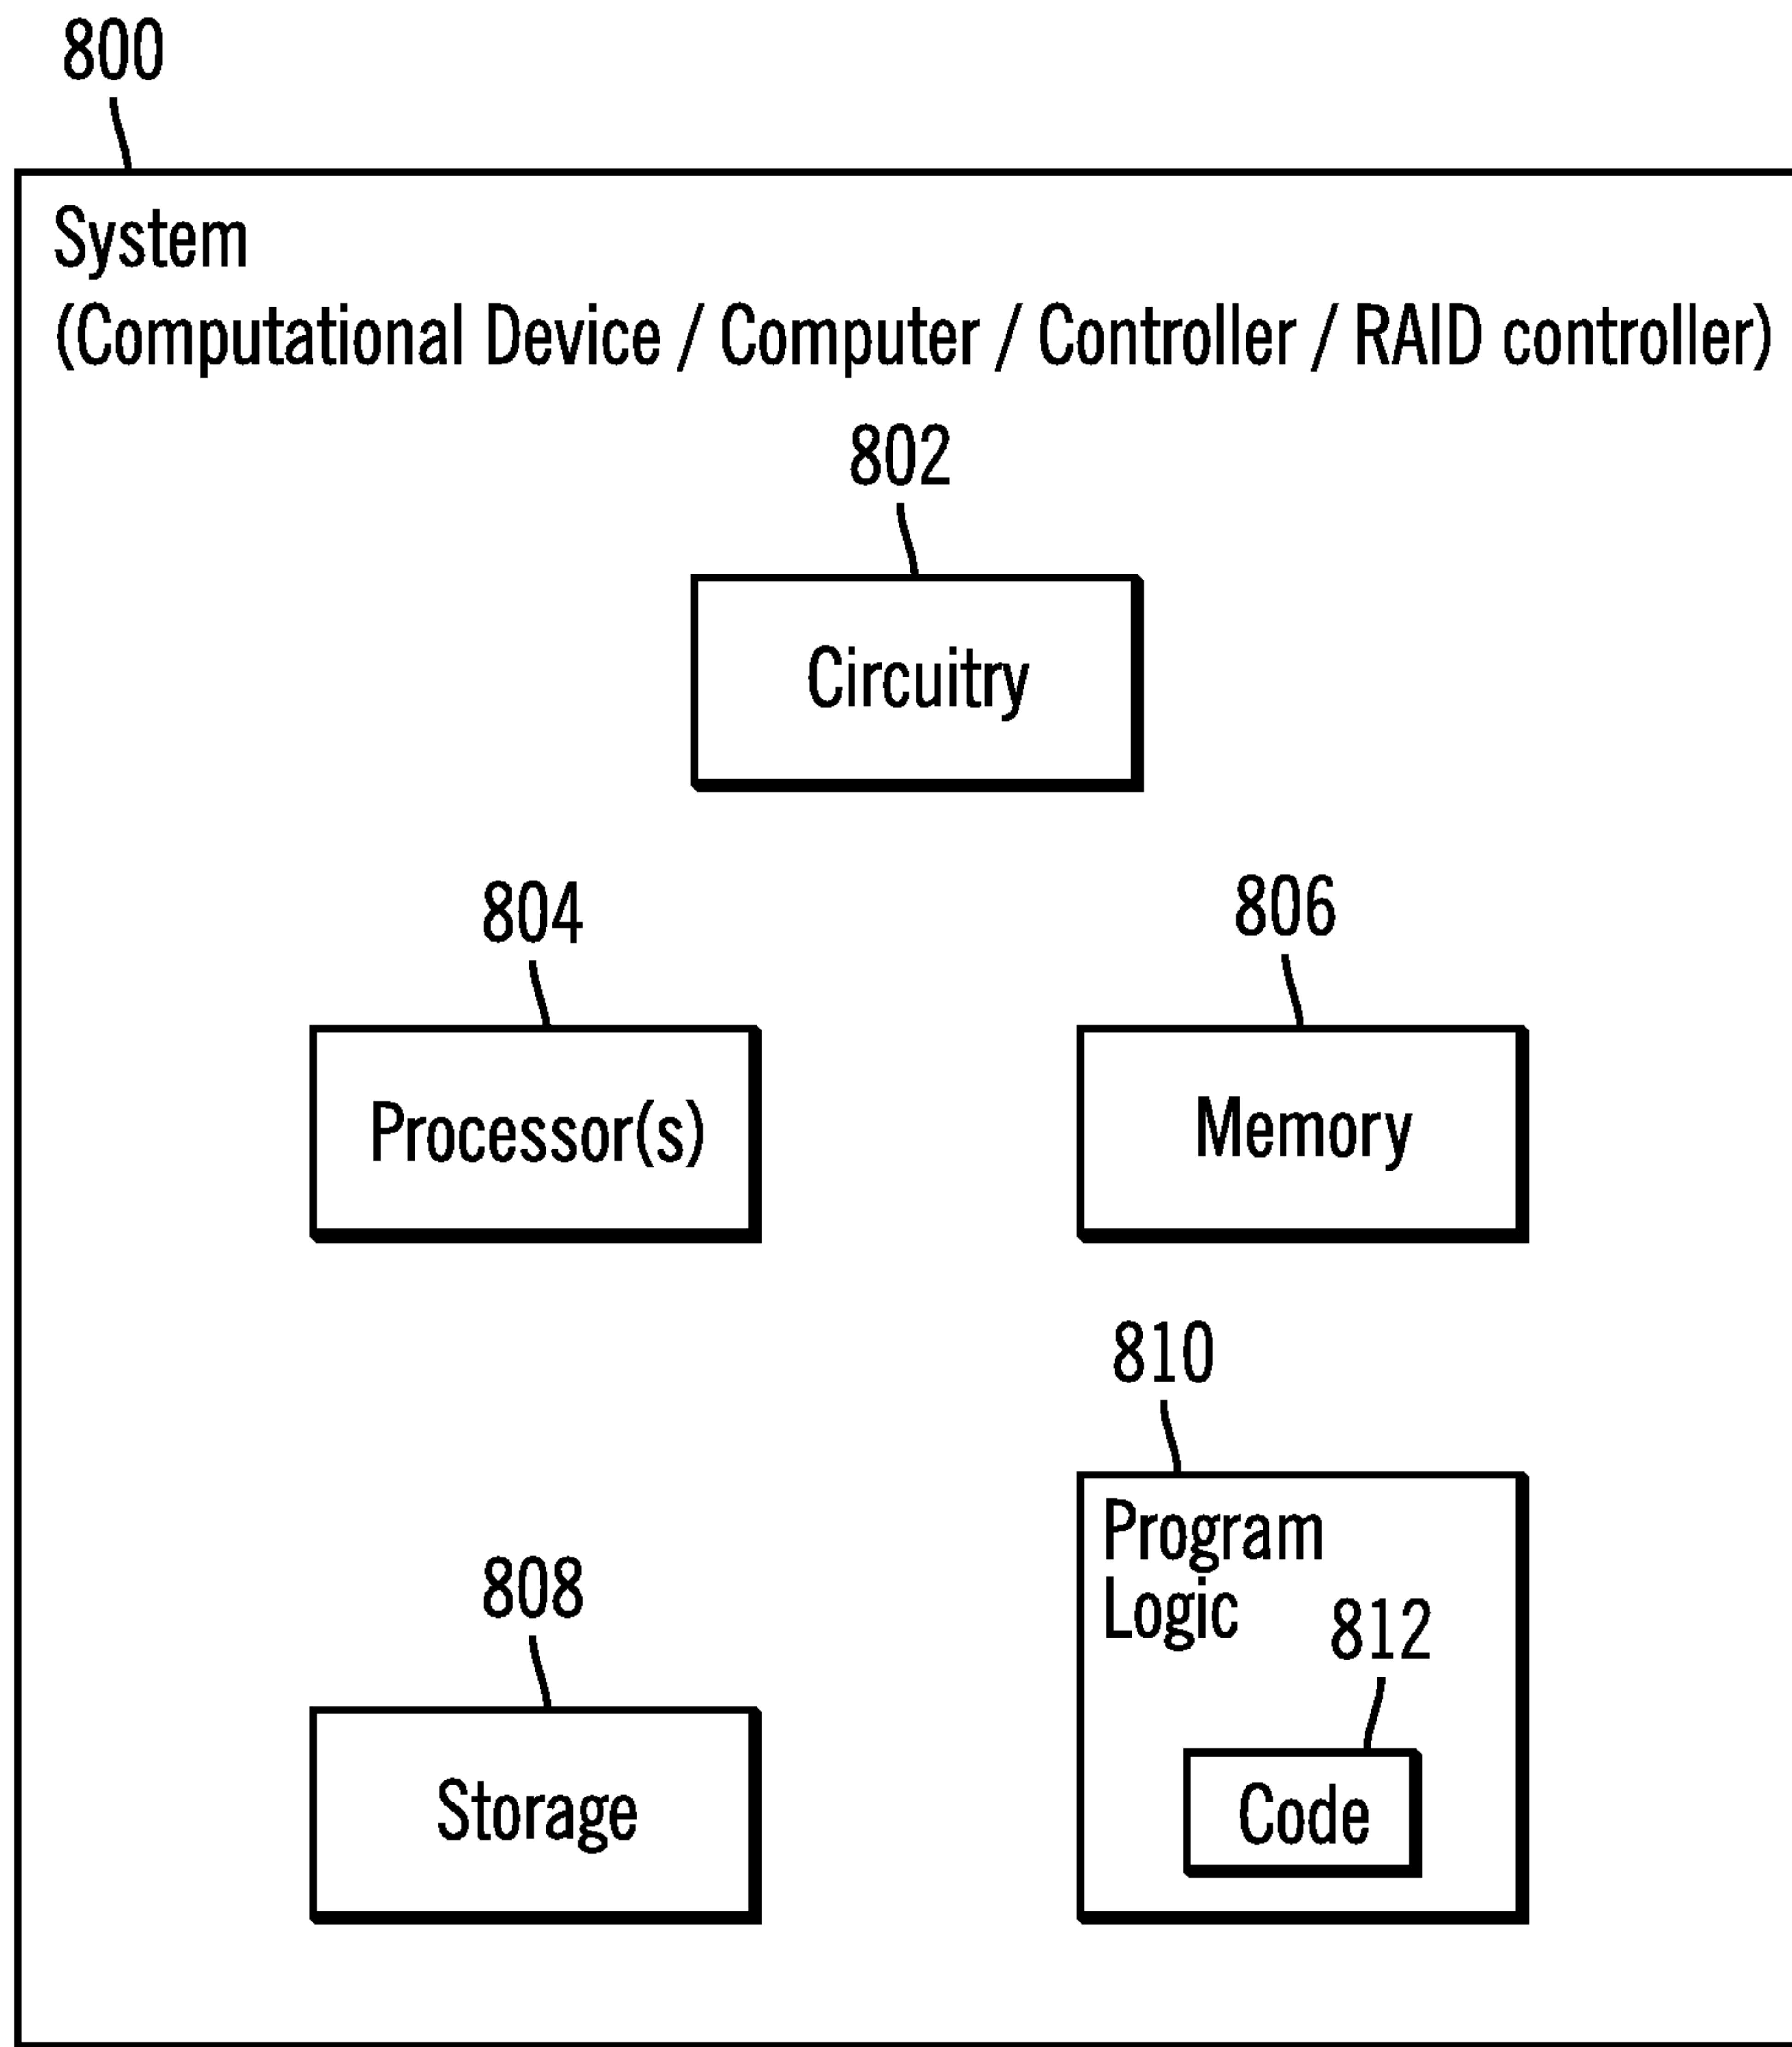 800
System
(Computational Device / Computer / Controller / RAID controller)
802
Circuitry
804
806
Processor(s)
Memory
810
Program
Logic
808
812
Storage
Code